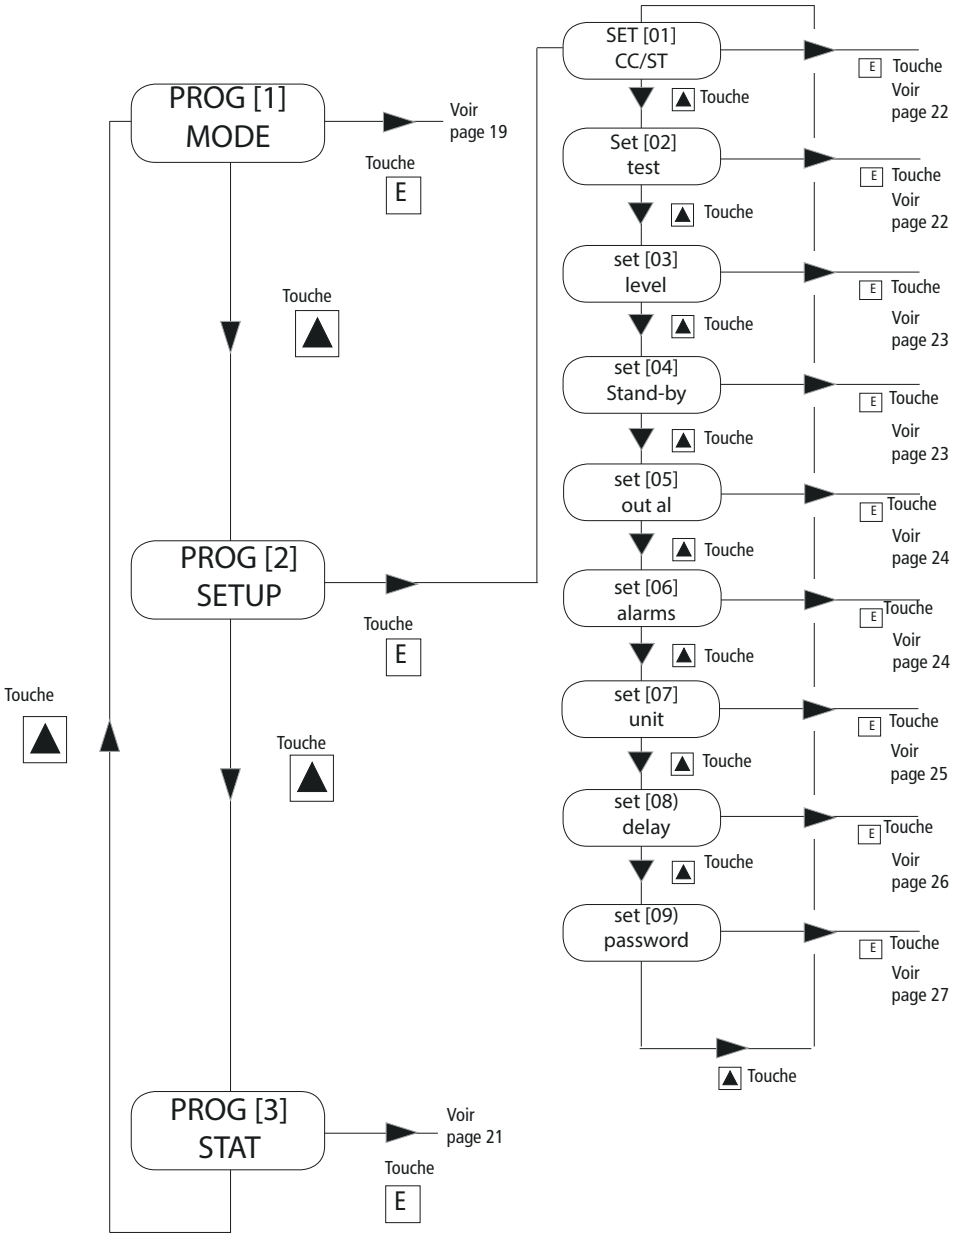 PROG [1]
MODE
Voir
page 19
Touche
E
Touche
PROG [2]
SETUP
Touche
E
Touche
Touche
PROG [3]
STAT
Voir
page 21
Touche
E
SET [01]
CC/ST
E Touche
Voir
page 22
Touche
Set [02]
test
E Touche
Voir
page 22
Touche
set [03]
level
E Touche
Voir
page 23
Touche
set [04]
Stand-by
E Touche
Voir
page 23
Touche
set [05]
out al
E Touche
Voir
page 24
Touche
set [06]
alarms
E Touche
Voir
page 24
Touche
set [07]
unit
E Touche
Voir
page 25
Touche
set [08)
delay
E Touche
Voir
page 26
Touche
set [09)
password
E Touche
Voir
page 27
Touche